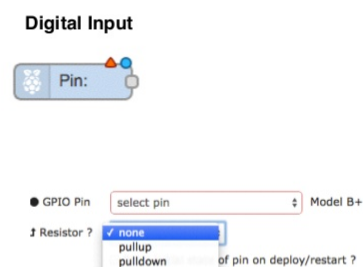 Digital Input
Pin:
GPIO Pin select pin Model B+
Resistor ? ✓ none
pullup
pulldown of pin on deploy/restart ?